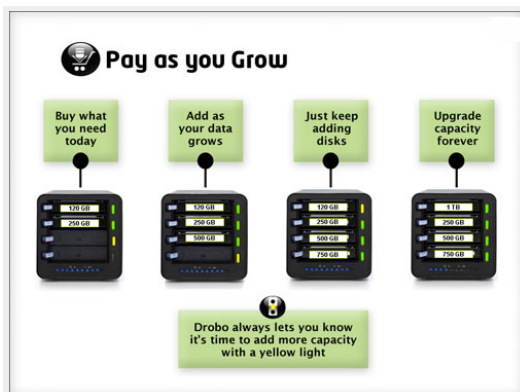 Pay as you Grow
Buy what
you need
today
Add as
your data
grows
Just keep
adding
disks
Upgrade
capacity
forever
120 GB
250 GB
120 GB
250 GB
500 GB
120 GB
250 GB
500 GB
750 GB
1 TB
250 GB
500 GB
750 GB
Drobo always lets you know
it's time to add more capacity
with a yellow light